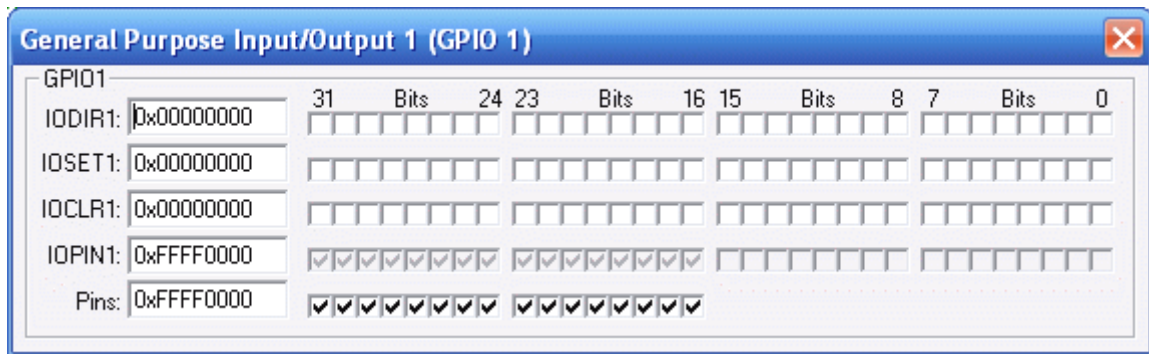 General Purpose Input/Output 1 (GPIO 1)
GPIO1
31 Bits 24 23 Bits 16 15 Bits 8 7 Bits 0
IODIR1: 0x00000000
IOSET1: 0x00000000
IOCLR1: 0x00000000
IOPIN1: 0xFFFF0000
Pins: 0xFFFF0000